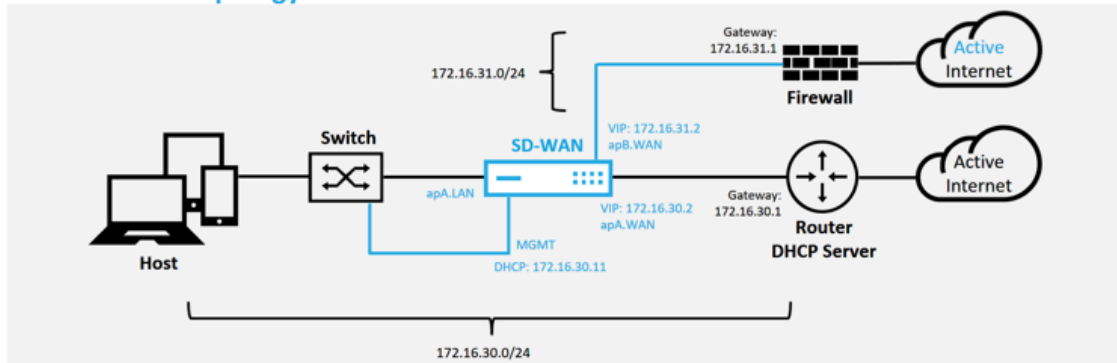 Gateway:
172.16.31.1
Active
Internet
172.16.31.0/24
Firewall
Switch
VIP: 172.16.31.2
apB.WAN
SD-WAN
Active
Internet
apA.LAN
Gateway:
172.16.30.1
VIP: 172.16.30.2
apA.WAN
Router
DHCP Server
MGMT
DHCP: 172.16.30.11
Host
172.16.30.0/24